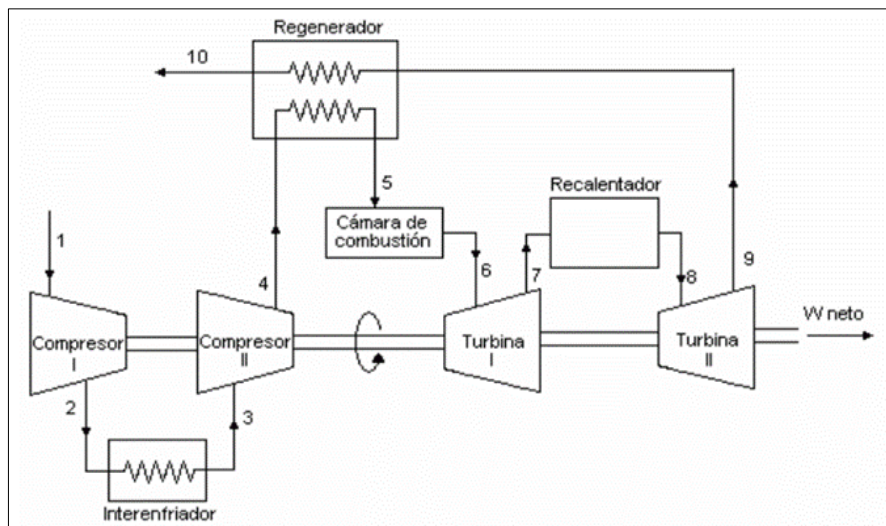 Regenerador
10
5
Recalentador
Cámara de
combustión
1
4
6
7
8
9
W neto
Compresor
I
Compresor
II
Turbina
I
Turbina
II
2
3
Interenfriador